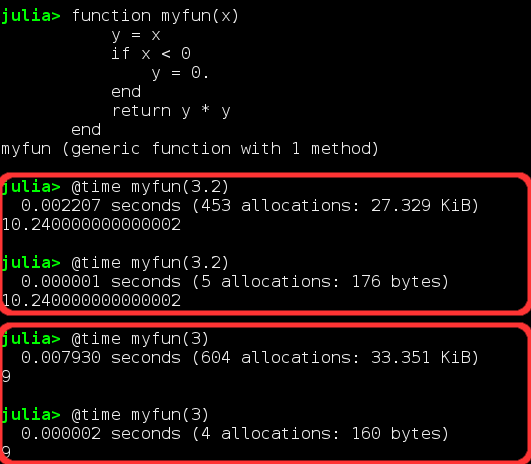 julia> function myfun(x)
           y = x
           if x < 0
               y = 0.
           end
           return y * y
       end
myfun (generic function with 1 method)

julia> @time myfun(3.2)
  0.002207 seconds (453 allocations: 27.329 KiB)
10.240000000000002

julia> @time myfun(3.2)
  0.000001 seconds (5 allocations: 176 bytes)
10.240000000000002

julia> @time myfun(3)
  0.007930 seconds (604 allocations: 33.351 KiB)
9

julia> @time myfun(3)
  0.000002 seconds (4 allocations: 160 bytes)
9